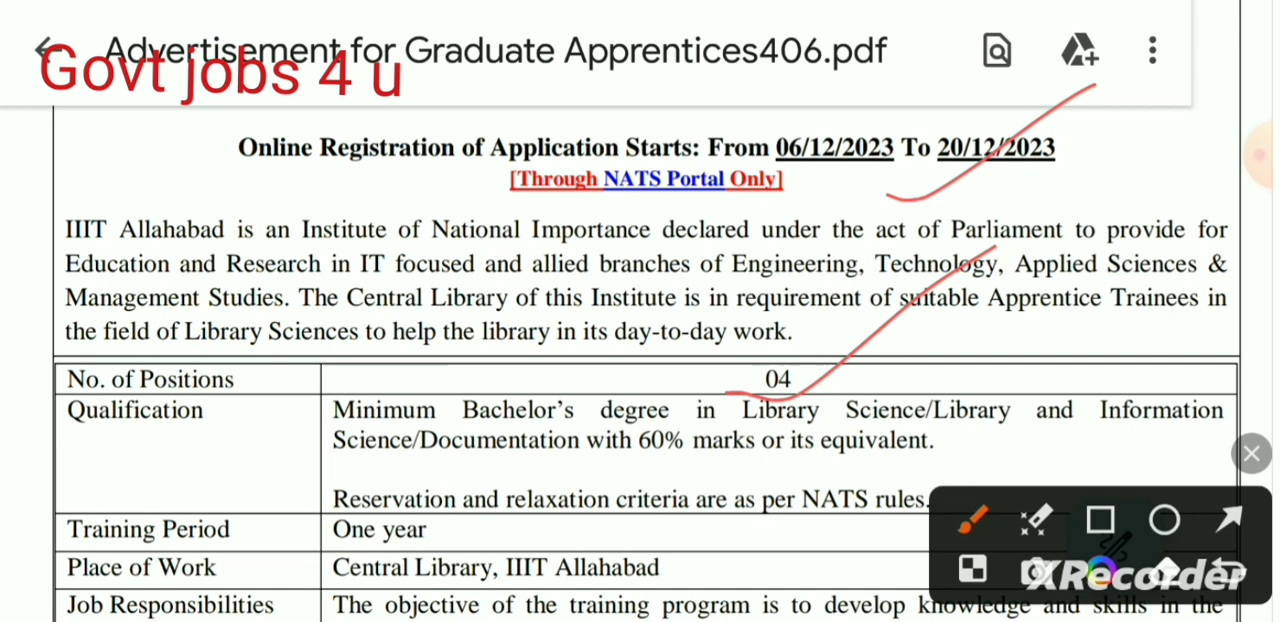 Advertisement for Graduate Apprentices406.pdf
Govt jobs 4 u
Online Registration of Application Starts: From 06/12/2023 To 20/12/2023
[Through NATS Portal Only]
IIIT Allahabad is an Institute of National Importance declared under the act of Parliament to provide for
Education and Research in IT focused and allied branches of Engineering, Technology, Applied Sciences &
Management Studies. The Central Library of this Institute is in requirement of suitable Apprentice Trainees in
the field of Library Sciences to help the library in its day-to-day work.
No. of Positions 04
Qualification Minimum Bachelor's degree in Library Science/Library and Information
Science/Documentation with 60% marks or its equivalent.
Reservation and relaxation criteria are as per NATS rules.
Training Period One year
Place of Work Central Library, IIIT Allahabad
Job Responsibilities The objective of the training program is to develop knowledge and skills in the
XRecorder